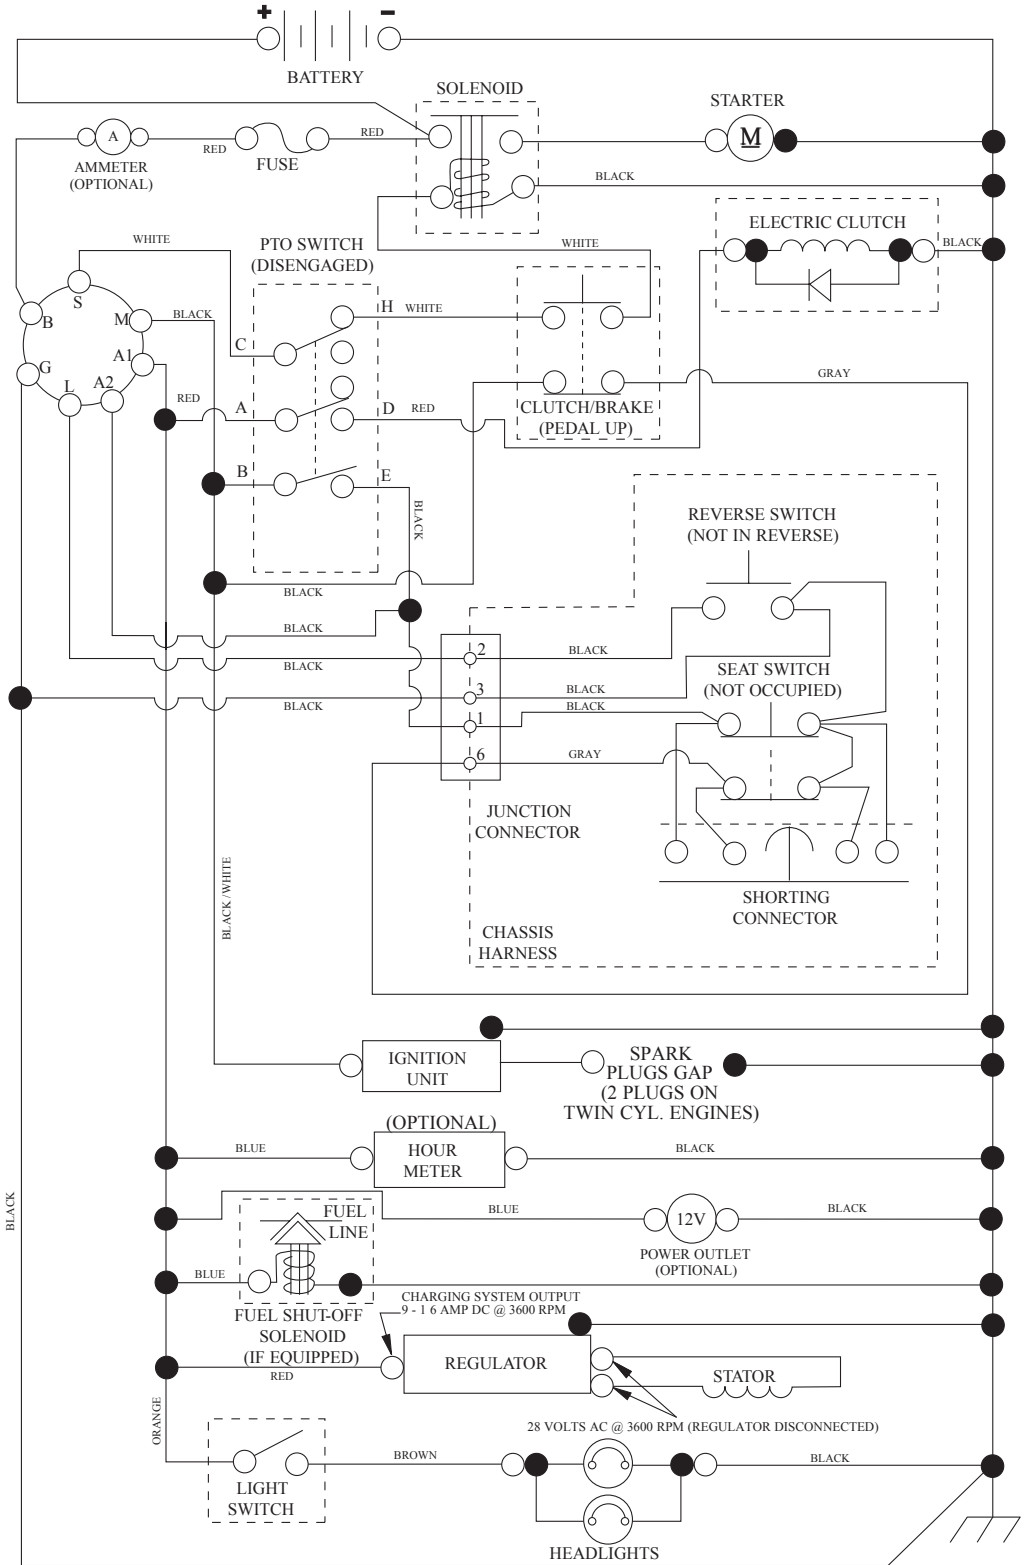 + -
BATTERY
SOLENOID
STARTER
A
M
RED
FUSE
RED
AMMETER
(OPTIONAL)
BLACK
ELECTRIC CLUTCH
BLACK
WHITE
PTO SWITCH
(DISENGAGED)
WHITE
S
B
M
BLACK
H
WHITE
C
A1
G
L
A2
GRAY
RED
A
D
RED
CLUTCH/BRAKE
(PEDAL UP)
B
E
BLACK
REVERSE SWITCH
(NOT IN REVERSE)
BLACK
BLACK
2
BLACK
BLACK
SEAT SWITCH
(NOT OCCUPIED)
3
BLACK
BLACK
BLACK
1
6
GRAY
JUNCTION
CONNECTOR
BLACK /WHITE
SHORTING
CONNECTOR
CHASSIS
HARNESS
IGNITION
UNIT
SPARK
PLUGS GAP
(2 PLUGS ON
TWIN CYL. ENGINES)
(OPTIONAL)
HOUR
METER
BLUE
BLACK
BLACK
FUEL
LINE
BLUE
12V
BLACK
POWER OUTLET
(OPTIONAL)
BLUE
CHARGING SYSTEM OUTPUT
9 - 1 6 AMP DC @ 3600 RPM
FUEL SHUT-OFF
SOLENOID
(IF EQUIPPED)
RED
REGULATOR
STATOR
ORANGE
28 VOLTS AC @ 3600 RPM (REGULATOR DISCONNECTED)
BROWN
BLACK
LIGHT
SWITCH
HEADLIGHTS